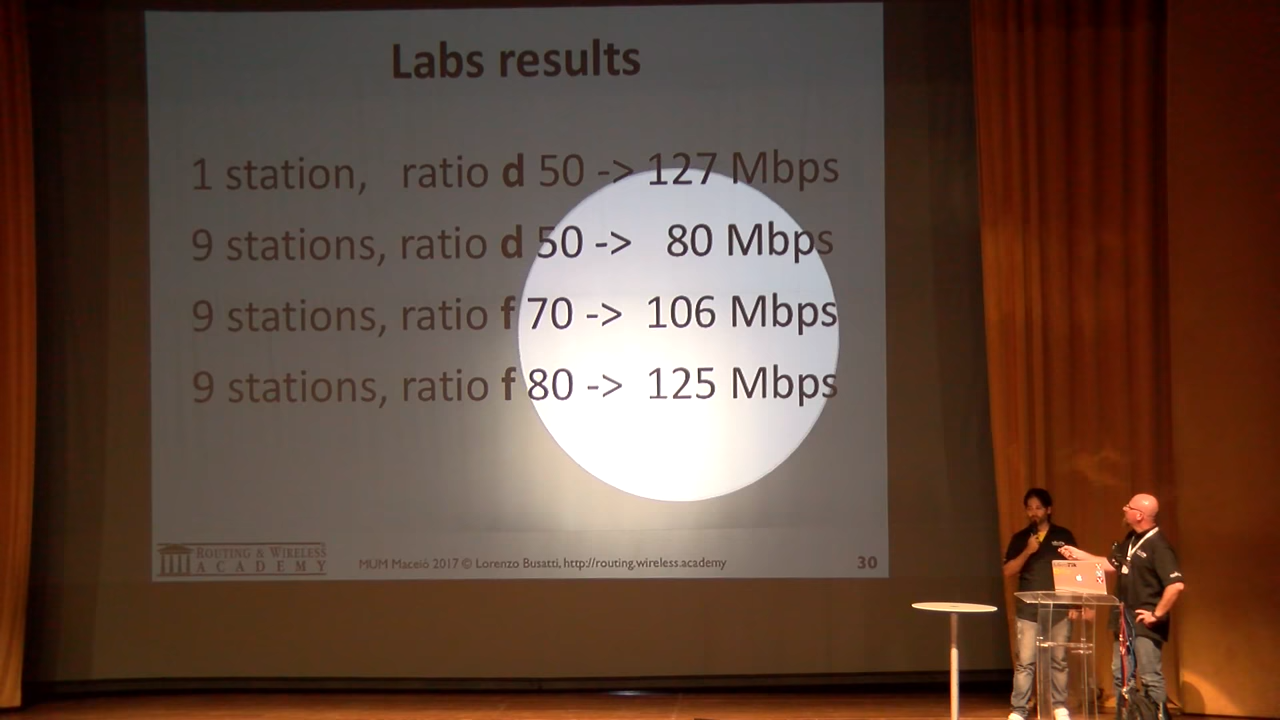 Labs results
1 station, ratio d 50 -> 127 Mbps
9 stations, ratio d 50 -> 80 Mbps
9 stations, ratio f 70 -> 106 Mbps
9 stations, ratio f 80 -> 125 Mbps
ROUTING & WIRELESS
ACADEMY
MUM Maceiò 2017 © Lorenzo Busatti, http://routing.wireless.academy
30